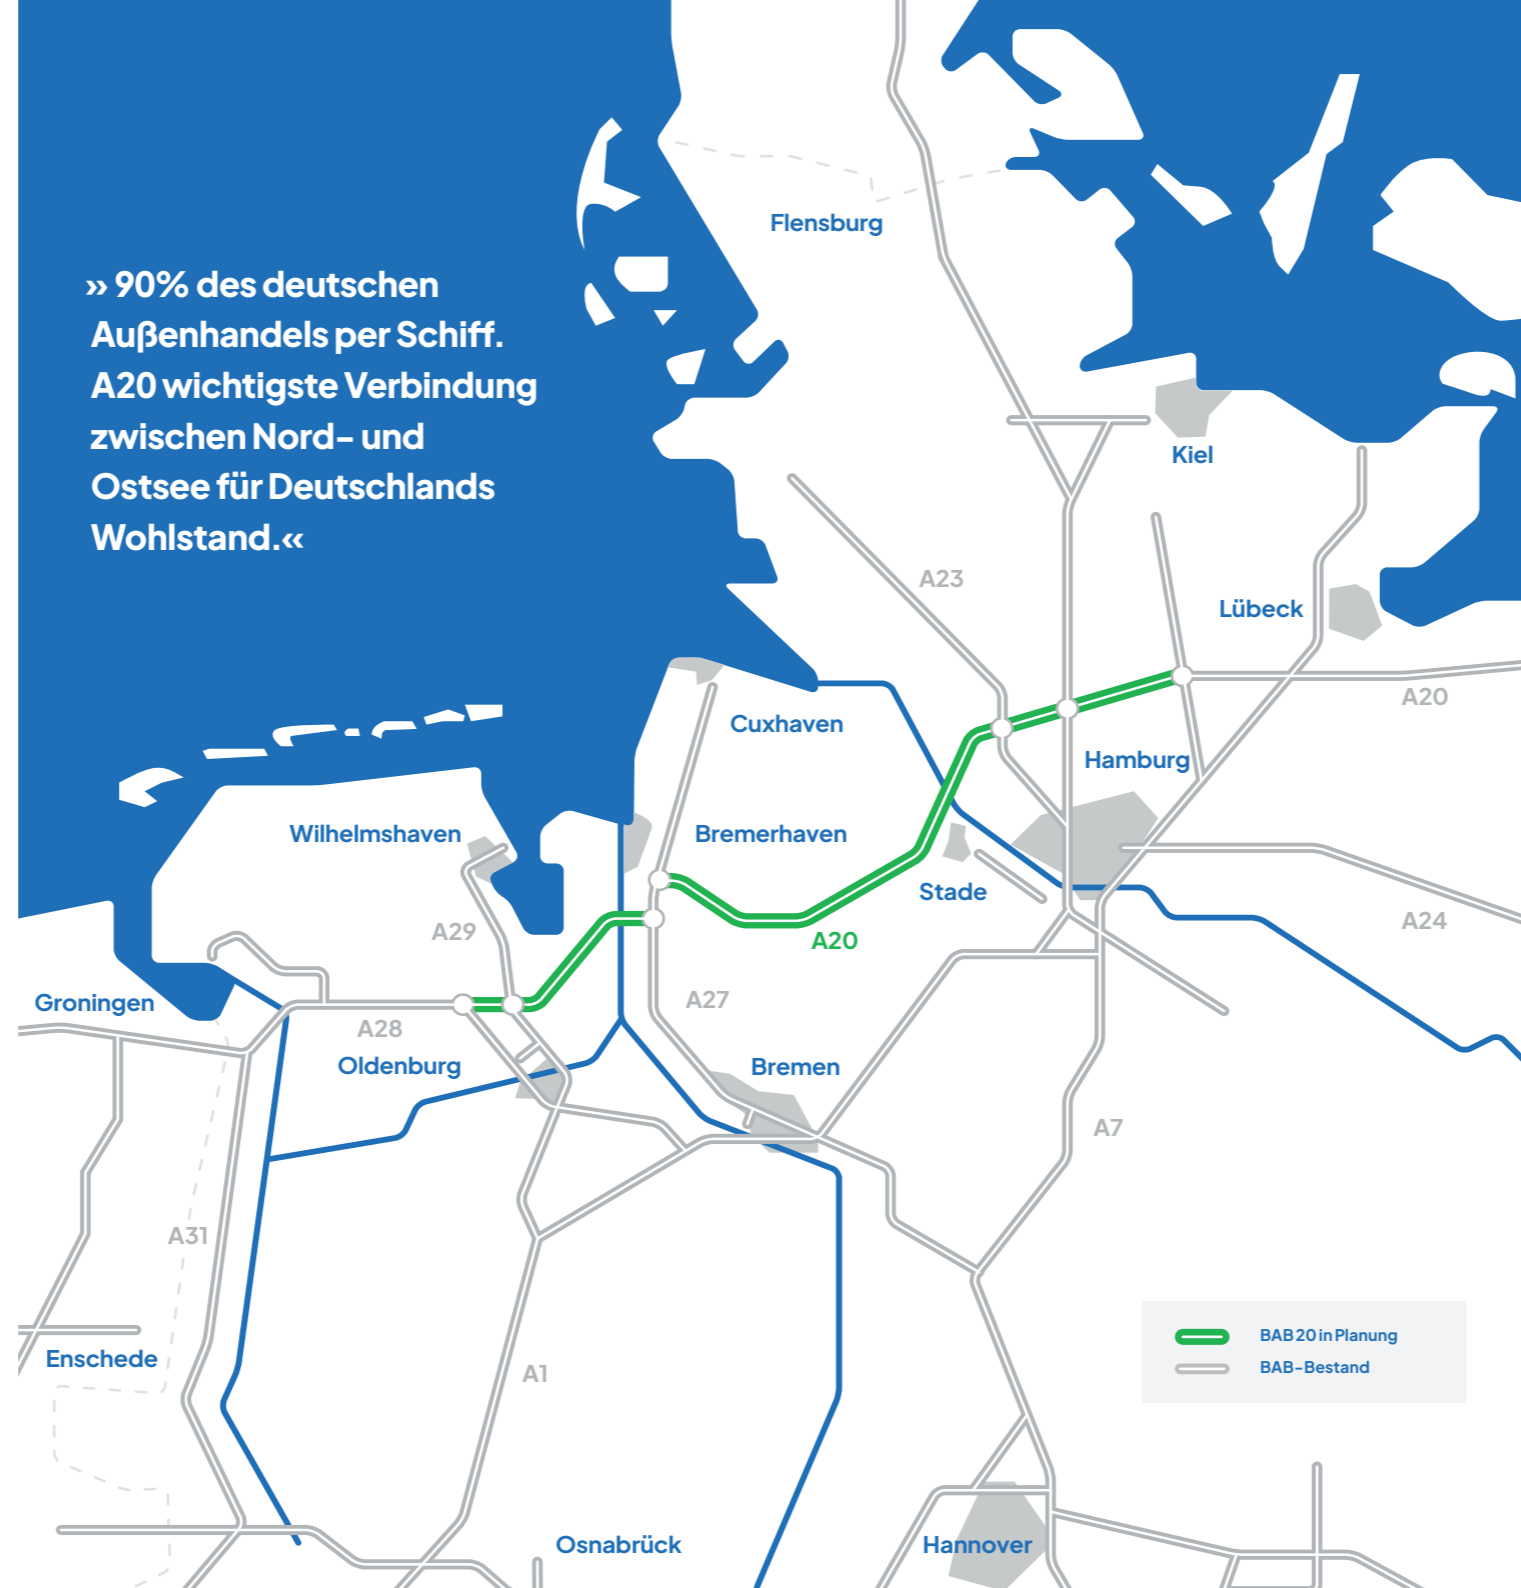 Flensburg
» 90% des deutschen
Außenhandels per Schiff.
A20 wichtigste Verbindung
zwischen Nord- und
Ostsee für Deutschlands
Wohlstand.«
Kiel
A23
Lübeck
A20
Cuxhaven
Hamburg
Wilhelmshaven
Bremerhaven
Stade
A29
A20
A24
Groningen
A27
A28
Oldenburg
Bremen
A7
A31
BAB 20 in Planung
Enschede
A1
BAB-Bestand
Osnabrück
Hannover